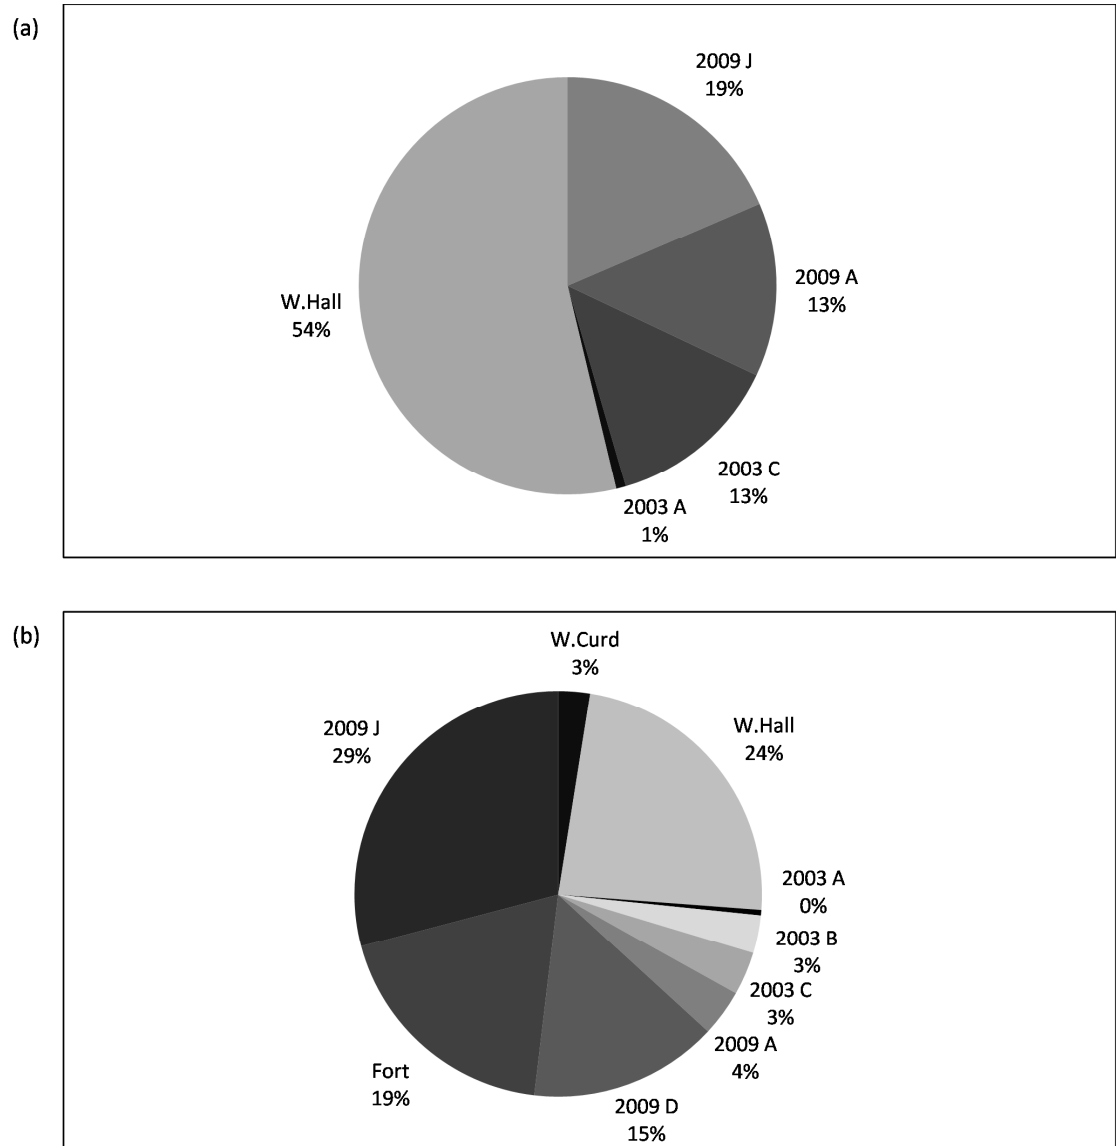 (a)
2009 J
19%
2009 A
13%
2003 C
13%
2003 A
1%
W.Hall
54%
(b)
W.Curd
3%
W.Hall
24%
2003 A
0%
2003 B
3%
2003 C
3%
2009 A
4%
2009 D
15%
Fort
19%
2009 J
29%